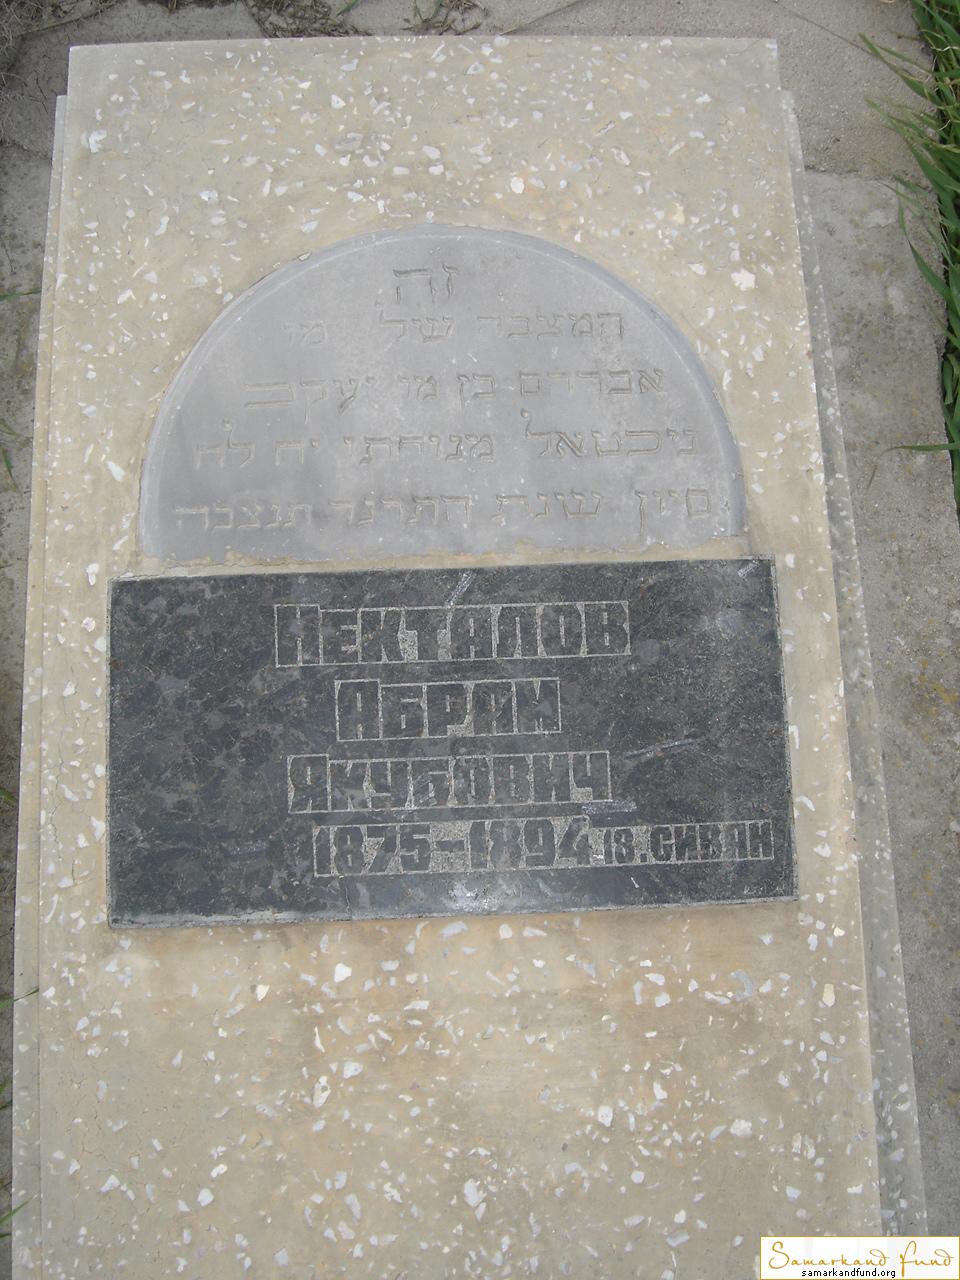 זה
המצבה של מו
אברהם בן מו יעקב
ניכטאל מנוחתו יח לח
סיון שנת התרנד תנצבה
НЕКТАЛОВ
АБРАМ
ЯКУБОВИЧ
1875-1894 18.СИВАН
Samarkand fund
samarkandfund.org